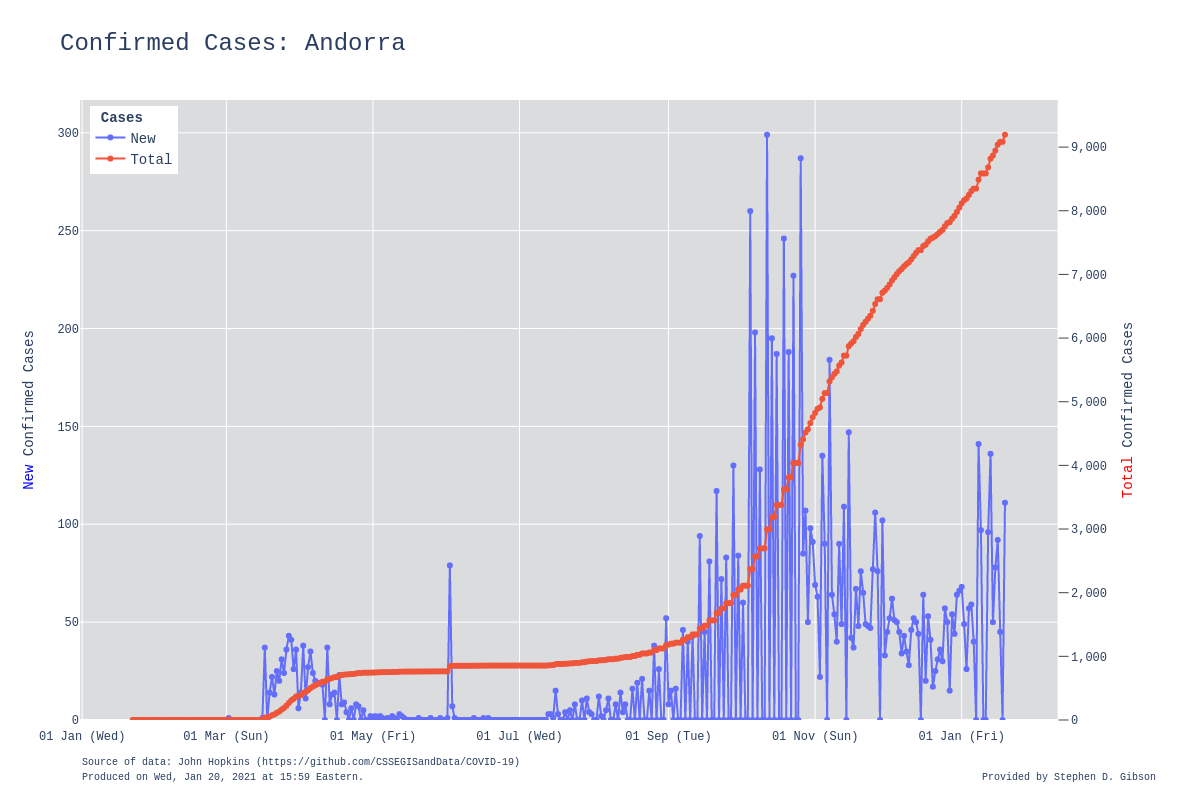 Confirmed Cases: Andorra
Cases
New
Total
300
250
200
150
100
50
0
9,000
8,000
7,000
6,000
5,000
4,000
3,000
2,000
1,000
0
New Confirmed Cases
Total Confirmed Cases
01 Jan (Wed)
01 Mar (Sun)
01 May (Fri)
01 Jul (Wed)
01 Sep (Tue)
01 Nov (Sun)
01 Jan (Fri)
Source of data: John Hopkins (https://github.com/CSSEGISandData/COVID-19)
Produced on Wed, Jan 20, 2021 at 15:59 Eastern.
Provided by Stephen D. Gibson